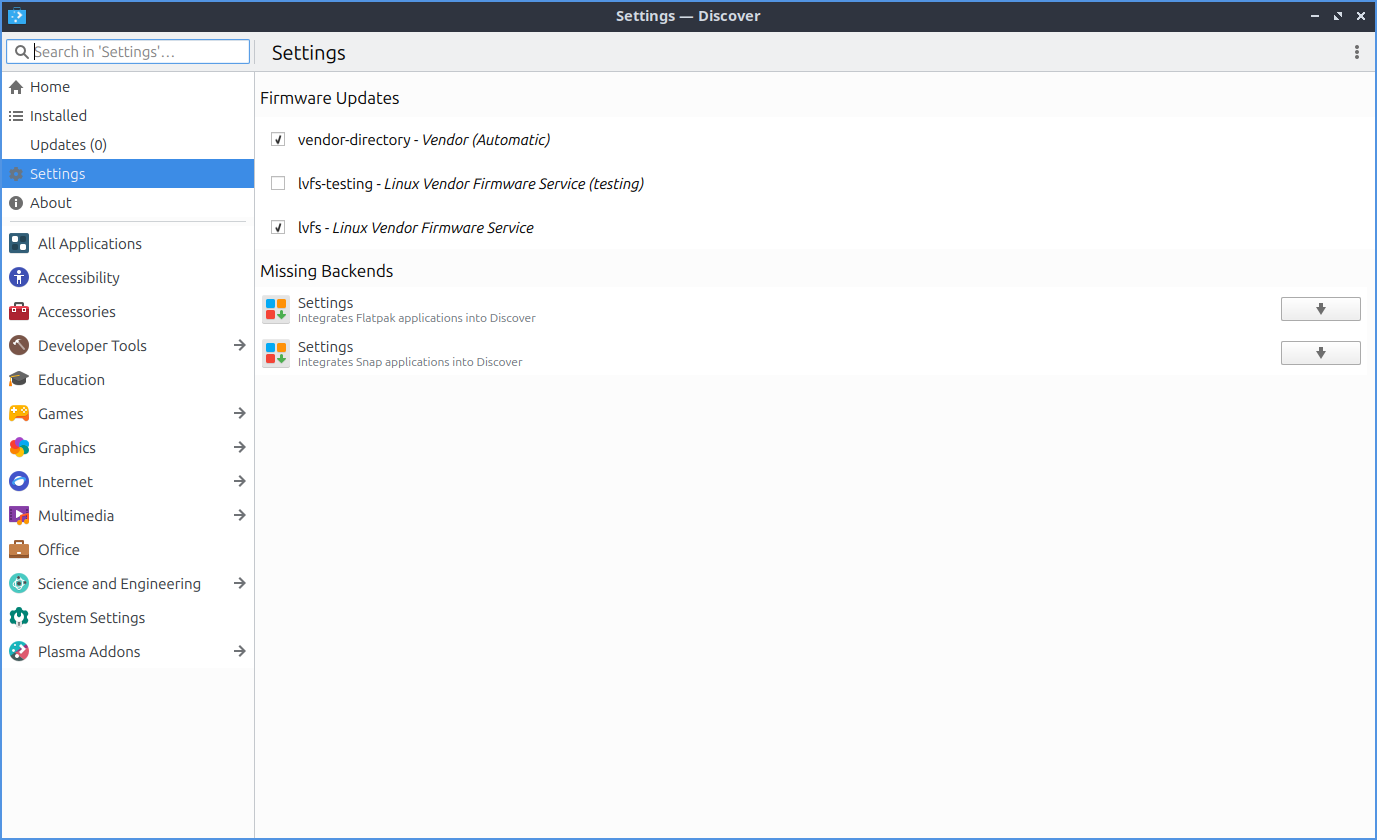 Settings — Discover
Search in 'Settings'...
Settings
Home
Installed
Updates (0)
Settings
About
All Applications
Accessibility
Accessories
Developer Tools
Education
Games
Graphics
Internet
Multimedia
Office
Science and Engineering
System Settings
Plasma Addons
Firmware Updates
vendor-directory - Vendor (Automatic)
lvfs-testing - Linux Vendor Firmware Service (testing)
lvfs - Linux Vendor Firmware Service
Missing Backends
Settings
Integrates Flatpak applications into Discover
Settings
Integrates Snap applications into Discover